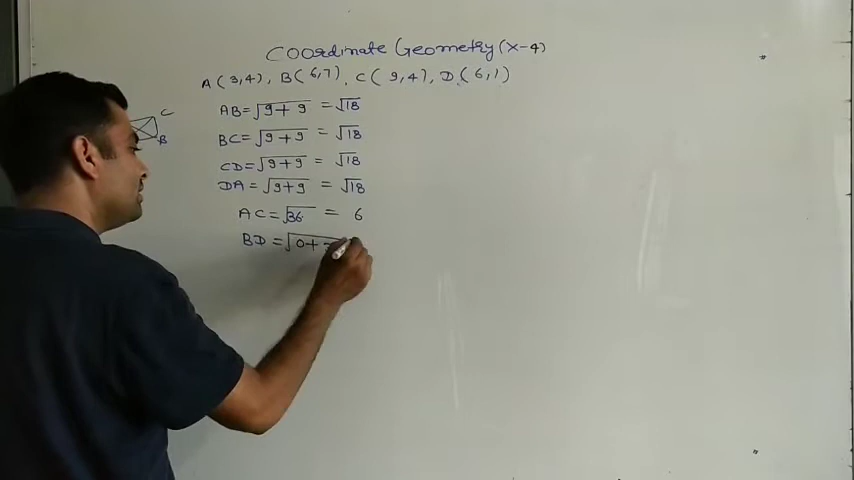 Coordinate Geometry (X-4)
A(3,4), B(6,7), C(9,4), D(6,1)
C
B
AB=√9+9 = √18
BC=√9+9 = √18
CD=√9+9 = √18
DA=√9+9 = √18
AC=√36 = 6
BD=√0+